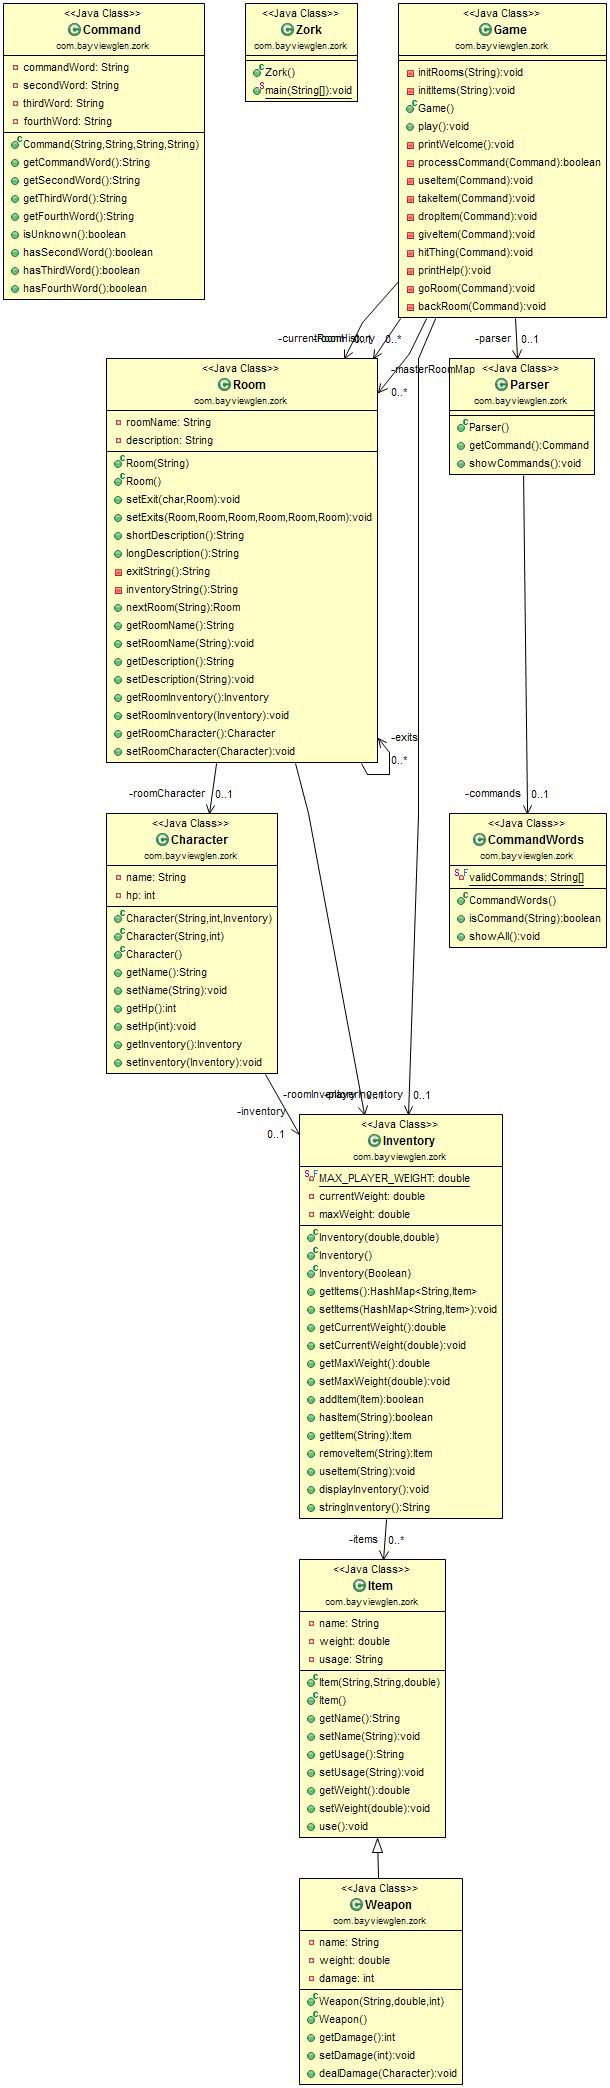 <<Java Class>>
Command
com.bayviewglen.zork
commandWord: String
secondWord: String
thirdWord: String
fourthWord: String
Command(String,String,String,String)
getCommandWord():String
getSecondWord():String
getThirdWord():String
getFourthWord():String
isUnknown():boolean
hasSecondWord():boolean
hasThirdWord():boolean
hasFourthWord():boolean
<<Java Class>>
Zork
com.bayviewglen.zork
Zork()
main(String[]):void
<<Java Class>>
Game
com.bayviewglen.zork
initRooms(String):void
initItems(String):void
Game()
play():void
printWelcome():void
processCommand(Command):boolean
useItem(Command):void
takeItem(Command):void
dropItem(Command):void
giveItem(Command):void
hitThing(Command):void
printHelp():void
goRoom(Command):void
backRoom(Command):void
0..*
-masterRoomMap
0..*
-parser 0..1
<<Java Class>>
Room
com.bayviewglen.zork
roomName: String
description: String
Room(String)
Room()
setExit(char,Room):void
setExits(Room,Room,Room,Room,Room,Room):void
shortDescription():String
longDescription():String
exitString():String
inventoryString():String
nextRoom(String):Room
getRoomName():String
setRoomName(String):void
getDescription():String
setDescription(String):void
getRoomInventory():Inventory
setRoomInventory(Inventory):void
getRoomCharacter():Character
setRoomCharacter(Character):void
-exits
0..*
<<Java Class>>
Parser
com.bayviewglen.zork
Parser()
getCommand():Command
showCommands():void
-commands 0..1
<<Java Class>>
CommandWords
com.bayviewglen.zork
validCommands: String[]
CommandWords()
isCommand(String):boolean
showAll():void
-roomCharacter 0..1
<<Java Class>>
Character
com.bayviewglen.zork
name: String
hp: int
Character(String,int,Inventory)
Character(String,int)
Character()
getName():String
setName(String):void
getHp():int
setHp(int):void
getInventory():Inventory
setInventory(Inventory):void
-inventory
0..1
0..1
<<Java Class>>
Inventory
com.bayviewglen.zork
MAX_PLAYER_WEIGHT: double
currentWeight: double
maxWeight: double
Inventory(double,double)
Inventory()
Inventory(Boolean)
getItems():HashMap<String,Item>
setItems(HashMap<String,Item>):void
getCurrentWeight():double
setCurrentWeight(double):void
getMaxWeight():double
setMaxWeight(double):void
addItem(Item):boolean
hasItem(String):boolean
getItem(String):Item
removeItem(String):Item
useItem(String):void
displayInventory():void
stringInventory():String
-items 0..*
<<Java Class>>
Item
com.bayviewglen.zork
name: String
weight: double
usage: String
Item(String,String,double)
Item()
getName():String
setName(String):void
getUsage():String
setUsage(String):void
getWeight():double
setWeight(double):void
use():void
<<Java Class>>
Weapon
com.bayviewglen.zork
name: String
weight: double
damage: int
Weapon(String,double,int)
Weapon()
getDamage():int
setDamage(int):void
dealDamage(Character):void